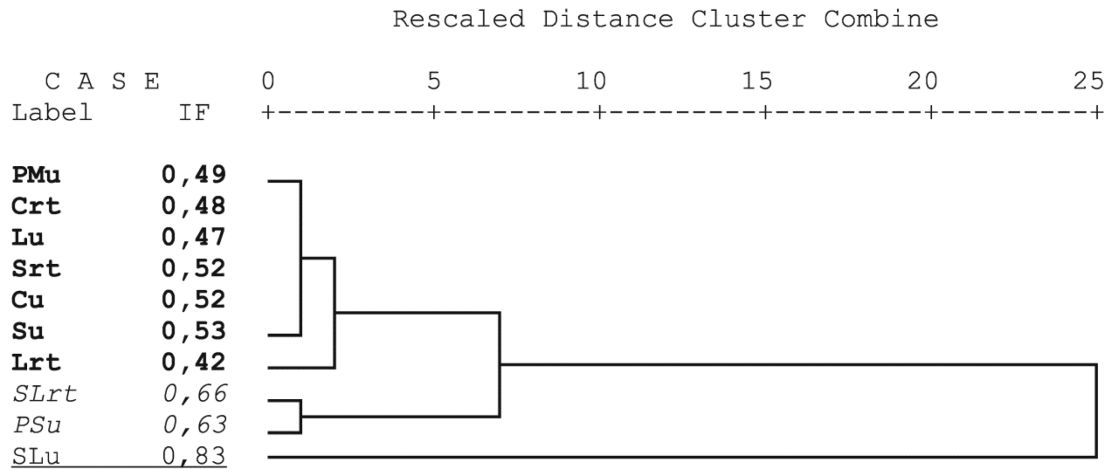 Rescaled Distance Cluster Combine
C A S E 0 5 10 15 20 25
Label IF +---------+---------+---------+---------+---------+
PMu 0,49
Crt 0,48
Lu 0,47
Srt 0,52
Cu 0,52
Su 0,53
Lrt 0,42
SLrt 0,66
PSu 0,63
SLu 0,83